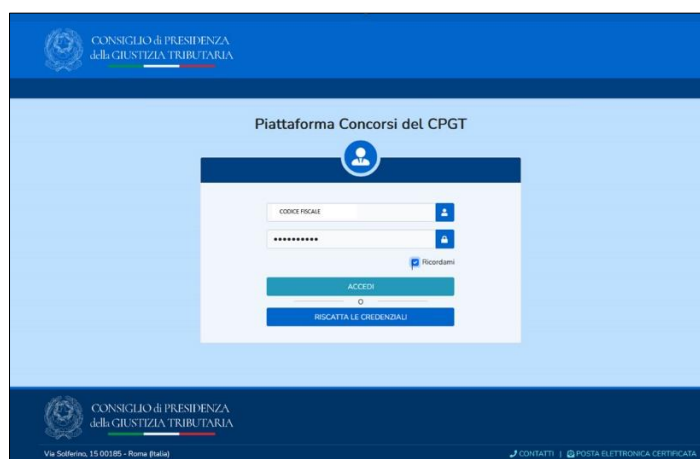 CONSIGLIO di PRESIDENZA
della GIUSTIZIA TRIBUTARIA
Piattaforma Concorsi del CPGT
CODICE FISCALE
Ricordami
ACCEDI
O
RISCATTA LE CREDENZIALI
CONSIGLIO di PRESIDENZA
della GIUSTIZIA TRIBUTARIA
Via Solferino, 15 00185 - Roma (Italia)
CONTATTI | POSTA ELETTRONICA CERTIFICATA